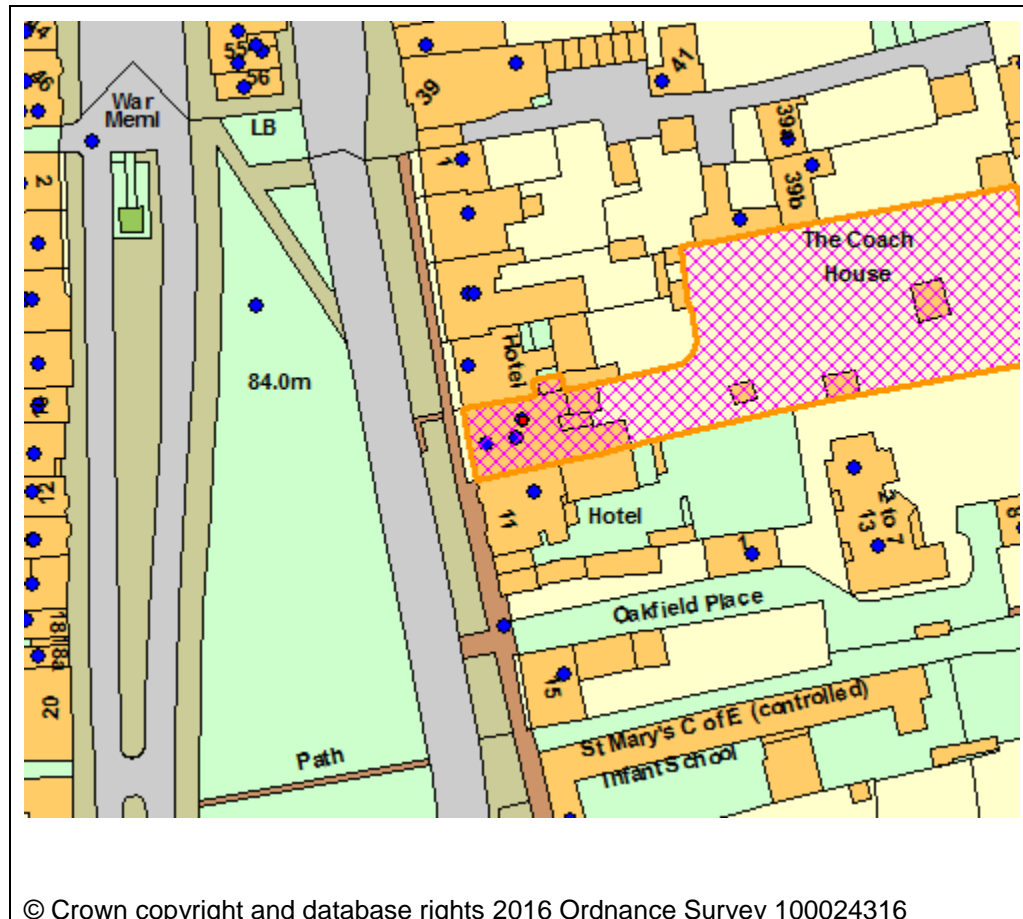 55
56
46
39
41
War
Meml
LB
1
39a
39b
2
The Coach
House
Hotel
84.0m
12
11
Hotel
2 to 7
13
8
1
Oakfield Place
18
18a
15
20
St Mary's C of E (controlled)
Infant School
Path
© Crown copyright and database rights 2016 Ordnance Survey 100024316